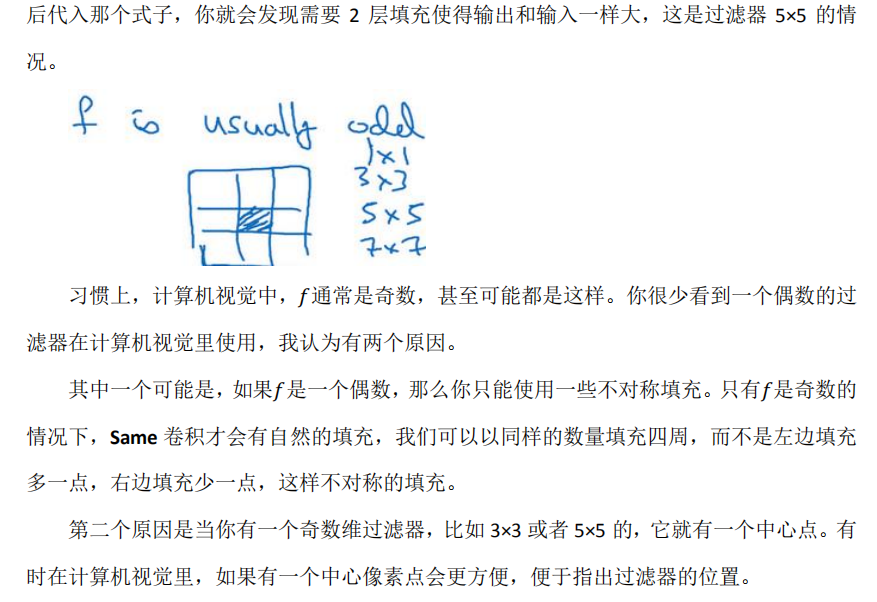 后代入那个式子，你就会发现需要 2 层填充使得输出和输入一样大，这是过滤器 5×5 的情
况。
f is usually odd
1×1
3×3
5×5
7×7
习惯上，计算机视觉中，f通常是奇数，甚至可能都是这样。你很少看到一个偶数的过
滤器在计算机视觉里使用，我认为有两个原因。
其中一个可能是，如果f是一个偶数，那么你只能使用一些不对称填充。只有f是奇数的
情况下，Same 卷积才会有自然的填充，我们可以以同样的数量填充四周，而不是左边填充
多一点，右边填充少一点，这样不对称的填充。
第二个原因是当你有一个奇数维过滤器，比如 3×3 或者 5×5 的，它就有一个中心点。有
时在计算机视觉里，如果有一个中心像素点会更方便，便于指出过滤器的位置。